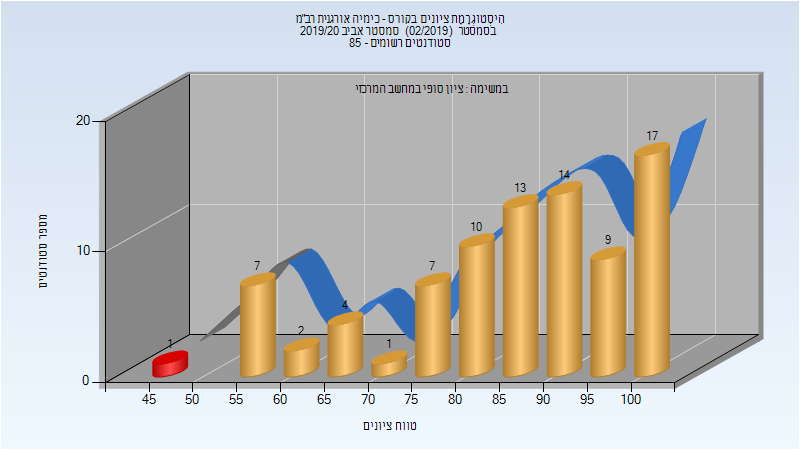 היסטוגרמת ציונים בקורס - כימיה אורגנית רב"מ
בסמסטר (02/2019) סמסטר אביב 2019/20
סטודנטים רשומים - 85
במשימה : ציון סופי במחשב המרכזי
מספר סטודנטים
20
10
0
1
7
2
4
1
7
10
13
14
9
17
45 50 55 60 65 70 75 80 85 90 95 100
טווח ציונים